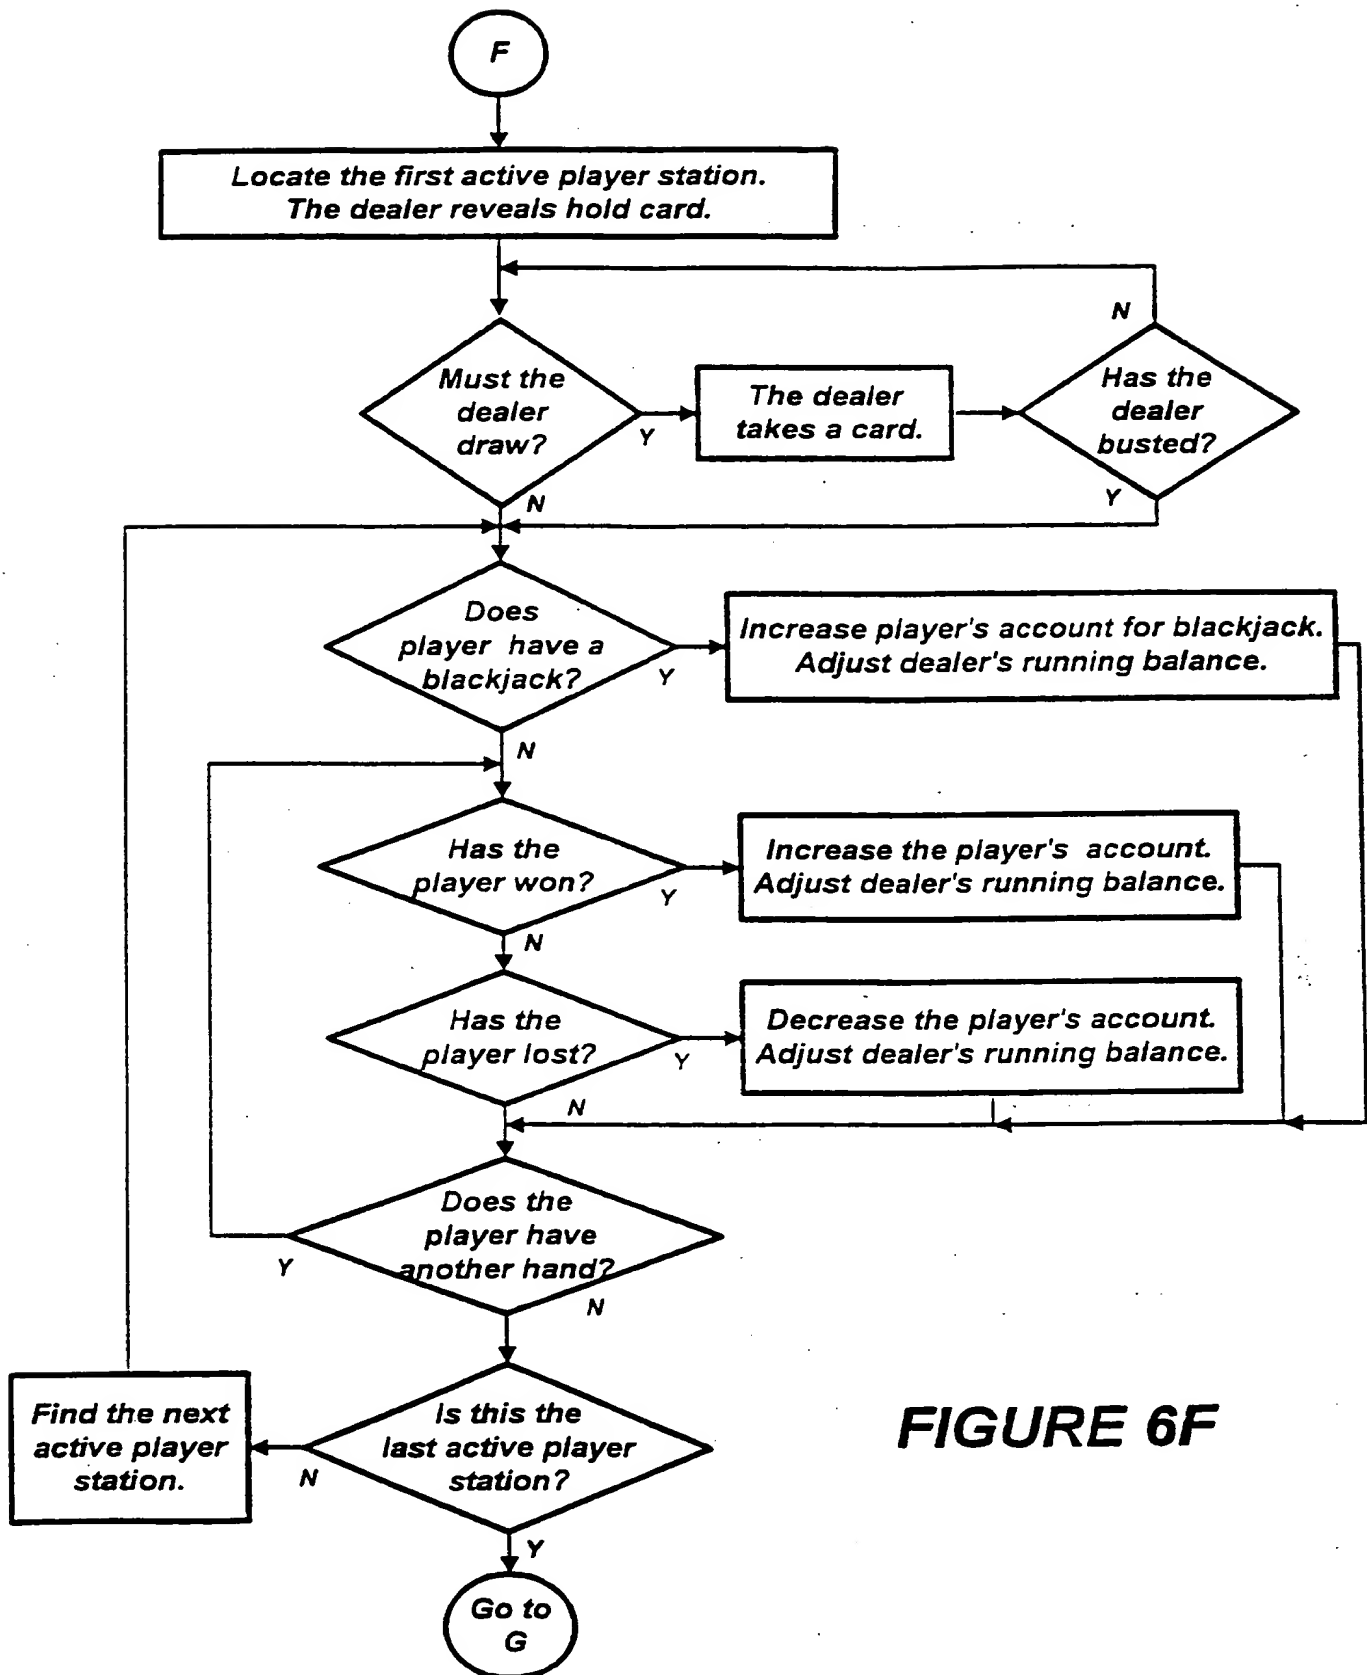 F
Locate the first active player station.
The dealer reveals hold card.
N
Must the
dealer
draw?
Y
The dealer
takes a card.
Has the
dealer
busted?
Y
N
Does
player have a
blackjack?
Y
Increase player's account for blackjack.
Adjust dealer's running balance.
N
Has the
player won?
Y
Increase the player's account.
Adjust dealer's running balance.
N
Has the
player lost?
Y
Decrease the player's account.
Adjust dealer's running balance.
N
Does the
player have
another hand?
Y
N
Find the next
active player
station.
N
Is this the
last active player
station?
Y
Go to
G
FIGURE 6F